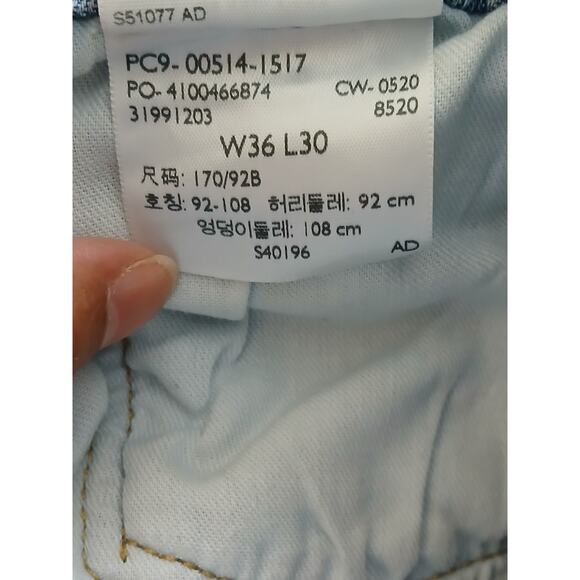 S51077 AD
PC9- 00514-1517
PO- 4100466874 CW- 0520
31991203 8520
W36 L30
尺码: 170/92B
호칭: 92-108 허리둘레: 92 cm
엉덩이둘레: 108 cm
S40196 AD